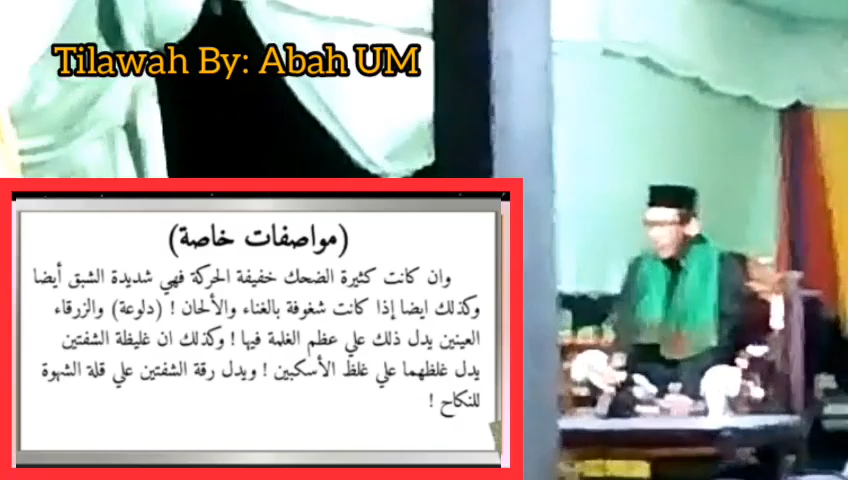 Tilawah By: Abah UM
(مواصفات خاصة)
وان كانت كثيرة الضحك خفيفة الحركة فهي شديدة الشبق أيضا
وكذلك ايضا إذا كانت شغوفة بالغناء والألحان ! (دلوعة) والزرقاء
العينين يدل ذلك علي عظم الغلمة فيها ! وكذلك ان غليظة الشفتين
يدل غلظهما علي غلظ الأسكبين ! ويدل رقة الشفتين علي قلة الشهوة
للنكاح !